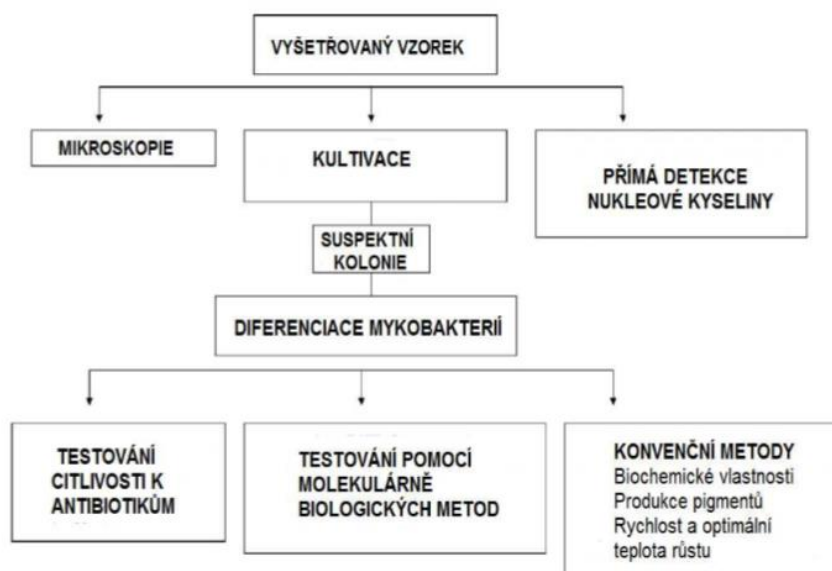 VYŠETŘOVANÝ VZOREK
MIKROSKOPIE
KULTIVACE
PŘÍMÁ DETEKCE
NUKLEOVÉ KYSELINY
SUSPEKTNÍ
KOLONIE
DIFERENCIACE MYKOBAKTERIÍ
TESTOVÁNÍ
CITLIVOSTI K
ANTIBIOTIKŮM
TESTOVÁNÍ POMOCÍ
MOLEKULÁRNĚ
BIOLOGICKÝCH METOD
KONVENČNÍ METODY
Biochemické vlastnosti
Produkce pigmentů
Rychlost a optimální
teplota růstu